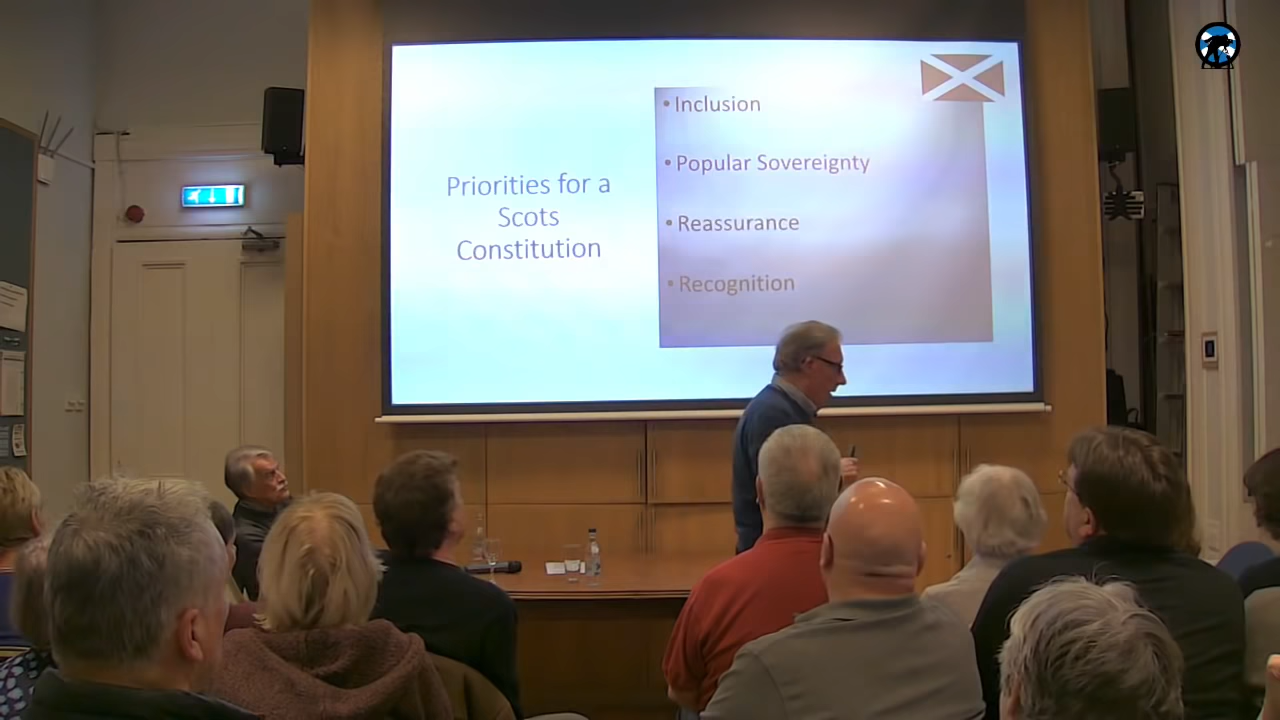 Priorities for a
Scots
Constitution
• Inclusion
• Popular Sovereignty
• Reassurance
• Recognition